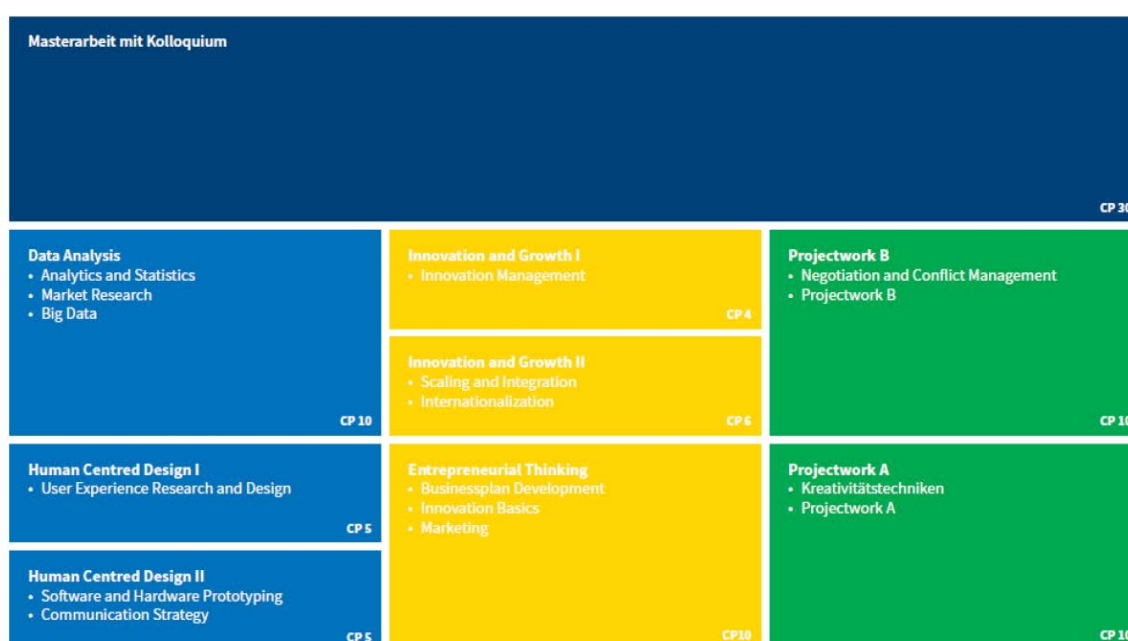 Masterarbeit mit Kolloquium
CP 30
Data Analysis
• Analytics and Statistics
• Market Research
• Big Data
CP 10
Innovation and Growth I
• Innovation Management
CP 4
Innovation and Growth II
• Scaling and Integration
• Internationalization
CP 6
Projectwork B
• Negotiation and Conflict Management
• Projectwork B
CP 10
Human Centred Design I
• User Experience Research and Design
CP 5
Human Centred Design II
• Software and Hardware Prototyping
• Communication Strategy
CP 5
Entrepreneurial Thinking
• Businessplan Development
• Innovation Basics
• Marketing
CP10
Projectwork A
• Kreativitätstechniken
• Projectwork A
CP 10